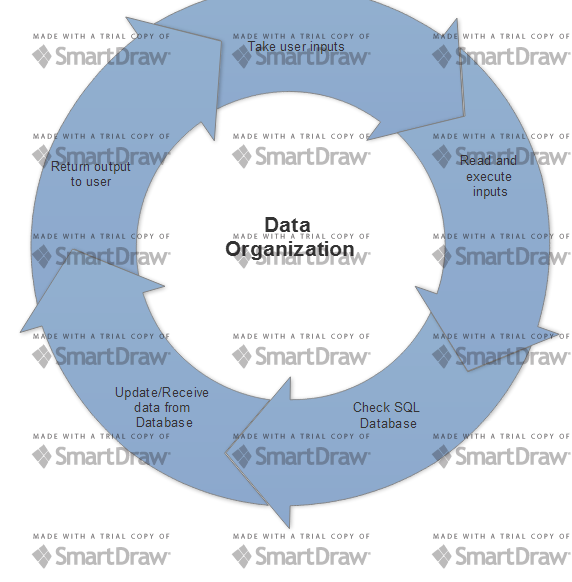 MADE WITH A TRIAL COPY OF
MADE WITH A TRIAL COPY OF
MADE WITH A TRIAL COPY OF
Take user inputs
SmartDraw
SmartDraw
SmartDraw
MADE WITH A TRIAL COPY OF
MADE WITH A TRIAL COPY OF
MADE WITH A TRIAL COPY OF
SmartDraw
SmartDraw
SmartDraw
Read and
execute
inputs
Return output
to user
Data
Organization
MADE WITH A TRIAL COPY OF
MADE WITH A TRIAL COPY OF
MADE WITH A TRIAL COPY OF
SmartDraw
SmartDraw
SmartDraw
MADE WITH A TRIAL COPY OF
MADE WITH A TRIAL COPY OF
MADE WITH A TRIAL COPY OF
SmartDraw
SmartDraw
SmartDraw
Update/Receive
data from
Database
Check SQL
Database
MADE WITH A TRIAL COPY OF
MADE WITH A TRIAL COPY OF
MADE WITH A TRIAL COPY OF
SmartDraw
SmartDraw
SmartDraw
MADE WITH A TRIAL COPY OF
MADE WITH A TRIAL COPY OF
MADE WITH A TRIAL COPY OF
SmartDraw
SmartDraw
SmartDraw